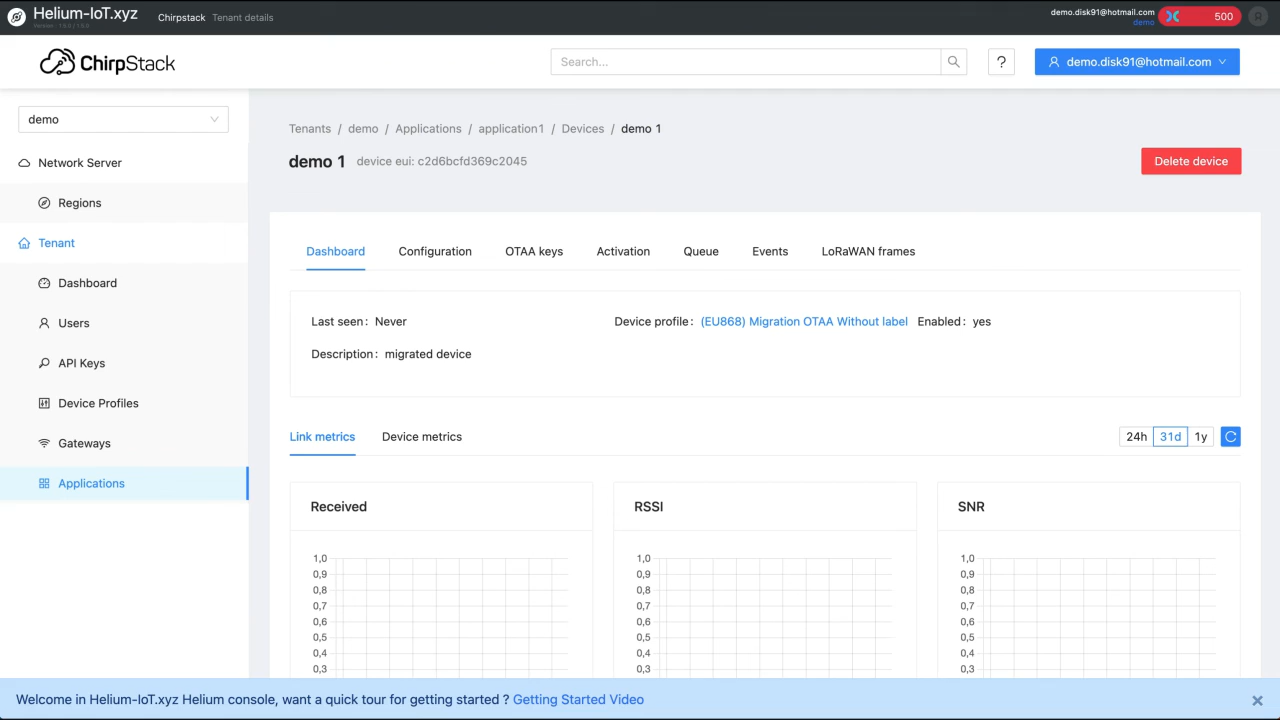 Helium-IoT.xyz
Chirpstack Tenant details
demo.disk91@hotmail.com
demo
500
ChirpStack
Search...
?
demo.disk91@hotmail.com
demo
Network Server
Regions
Tenant
Dashboard
Users
API Keys
Device Profiles
Gateways
Applications
Tenants / demo / Applications / application1 / Devices / demo 1
demo 1 device eui: c2d6bcfd369c2045
Delete device
Dashboard Configuration OTAA keys Activation Queue Events LoRaWAN frames
Last seen: Never Device profile: (EU868) Migration OTAA Without label Enabled: yes
Description: migrated device
Link metrics Device metrics
24h 31d 1y
Received
1,0
0,9
0,8
0,7
0,6
0,5
0,4
0,3
RSSI
1,0
0,9
0,8
0,7
0,6
0,5
0,4
0,3
SNR
1,0
0,9
0,8
0,7
0,6
0,5
0,4
0,3
Welcome in Helium-IoT.xyz Helium console, want a quick tour for getting started ? Getting Started Video